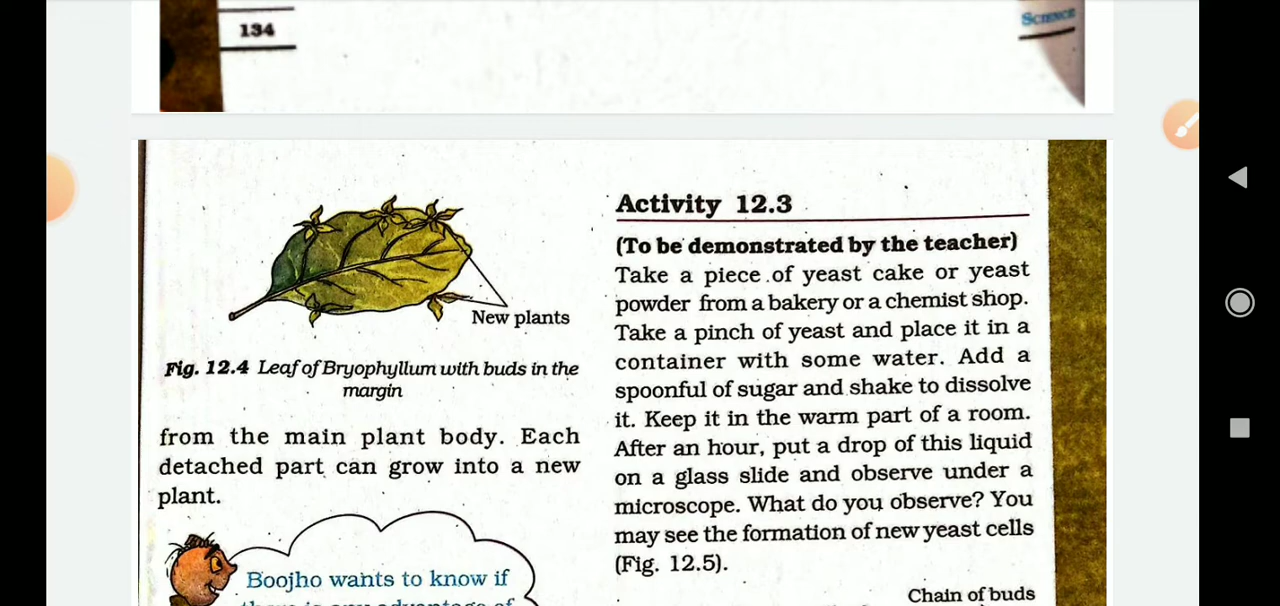 134
SCIENCE
New plants
Fig. 12.4 Leaf of Bryophyllum with buds in the
margin
from the main plant body. Each
detached part can grow into a new
plant.
Boojho wants to know if
there is any advantage of
Activity 12.3
(To be demonstrated by the teacher)
Take a piece of yeast cake or yeast
powder from a bakery or a chemist shop.
Take a pinch of yeast and place it in a
container with some water. Add a
spoonful of sugar and shake to dissolve
it. Keep it in the warm part of a room.
After an hour, put a drop of this liquid
on a glass slide and observe under a
microscope. What do you observe? You
may see the formation of new yeast cells
(Fig. 12.5).
Chain of buds